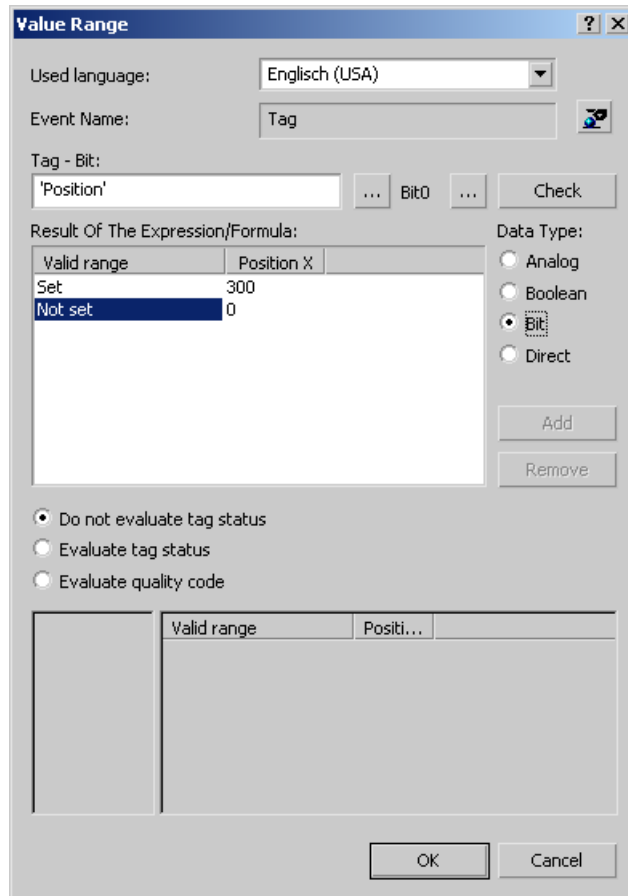 Value Range
Used language: Englisch (USA)
Event Name: Tag
Tag - Bit:
'Position' ... Bit0 ... Check
Result Of The Expression/Formula: Data Type:
Valid range Position X
Set 300
Not set 0
Analog
Boolean
Bit
Direct
Add
Remove
Do not evaluate tag status
Evaluate tag status
Evaluate quality code
Valid range Positi...
OK Cancel